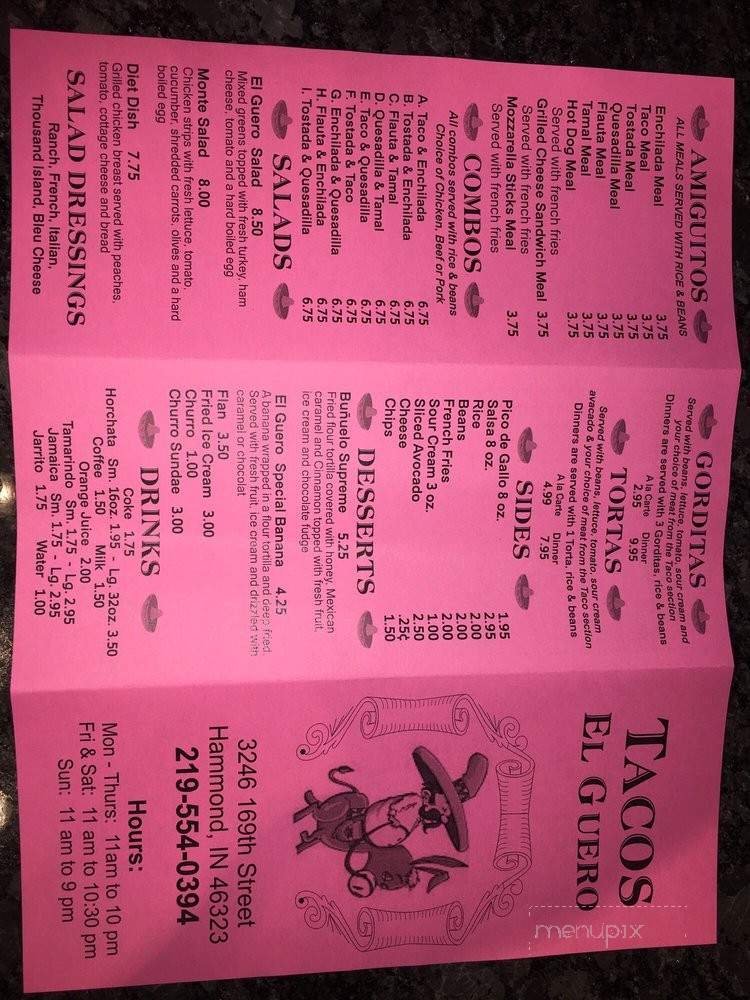 AMIGUITOS
ALL MEALS SERVED WITH RICE & BEANS
Enchilada Meal 3.75
Taco Meal 3.75
Tostada Meal 3.75
Quesadilla Meal 3.75
Flauta Meal 3.75
Tamal Meal 3.75
Hot Dog Meal 3.75
Served with french fries
Grilled Cheese Sandwich Meal 3.75
Served with french fries
Mozzarella Sticks Meal 3.75
Served with french fries
COMBOS
All combos served with rice & beans
Choice of Chicken, Beef or Pork
A. Taco & Enchilada 6.75
B. Tostada & Enchilada 6.75
C. Flauta & Tamal 6.75
D. Quesadilla & Tamal 6.75
E. Taco & Quesadilla 6.75
F. Tostada & Taco 6.75
G. Enchilada & Quesadilla 6.75
H. Flauta & Enchilada 6.75
I. Tostada & Quesadilla 6.75
SALADS
El Guero Salad 8.50
Mixed greens topped with fresh turkey, ham
cheese, tomato and a hard boiled egg
Monte Salad 8.00
Chicken strips with fresh lettuce, tomato,
cucumber, shredded carrots, olives and a hard
boiled egg
Diet Dish 7.75
Grilled chicken breast served with peaches,
tomato, cottage cheese and bread
SALAD DRESSINGS
Ranch, French, Italian,
Thousand Island, Bleu Cheese
GORDITAS
Served with beans, lettuce, tomato, sour cream and
your choice of meat from the Taco section
Dinners are served with 3 Gorditas, rice & beans
A la Carte Dinner
2.95 9.95
TORTAS
Served with beans, lettuce, tomato, sour cream
avacado & your choice of meat from the Taco section
Dinners are served with 1 Torta, rice & beans
A la Carte Dinner
4.99 7.95
SIDES
Pico de Gallo 8 oz. 1.95
Salsa 8 oz. 2.95
Rice 2.00
Beans 2.00
French Fries 2.00
Sour Cream 3 oz. 1.00
Sliced Avocado 2.50
Cheese .25¢
Chips 1.50
DESSERTS
Buñuelo Supreme 5.25
Fried flour tortilla covered with honey, Mexican
caramel and Cinnamon topped with fresh fruit,
ice cream and chocolate fudge
El Guero Special Banana 4.25
A banana wrapped in a flour tortilla and deep fried.
Served with fresh fruit, ice cream and drizzled with
caramel or chocolat
Flan 3.50
Fried Ice Cream 3.00
Churro 1.00
Churro Sundae 3.00
DRINKS
Coke 1.75
Horchata Sm. 16oz. 1.95 - Lg. 32oz. 3.50
Coffee 1.50 Milk 1.50
Orange Juice 2.00
Tamarindo Sm. 1.75 - Lg. 2.95
Jamaica Sm. 1.75 - Lg. 2.95
Jarrito 1.75 Water 1.00
TACOS
EL GUERO
3246 169th Street
Hammond, IN 46323
219-554-0394
Hours:
Mon - Thurs: 11am to 10 pm
Fri & Sat: 11 am to 10:30 pm
Sun: 11 am to 9 pm
menupix